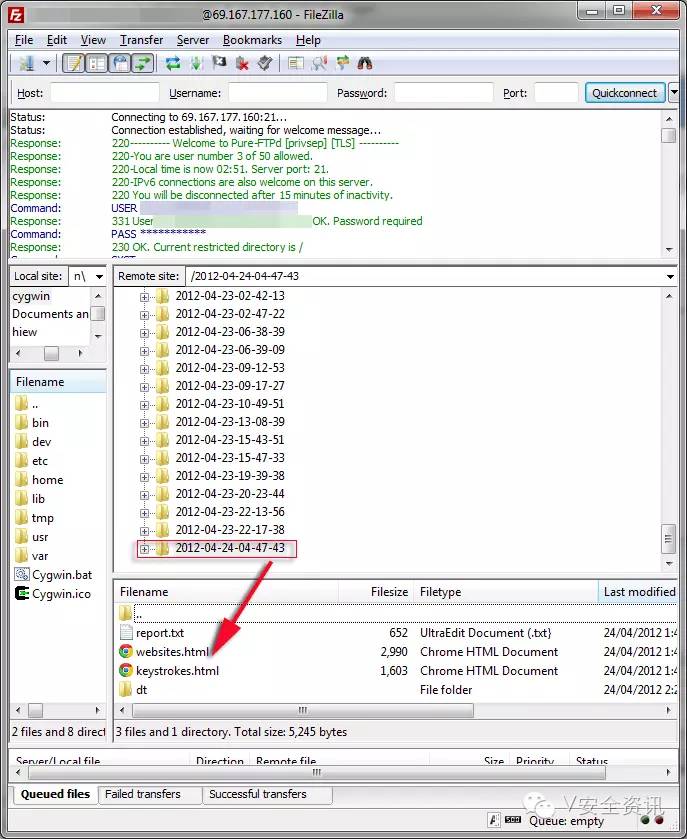 @69.167.177.160 - FileZilla
File Edit View Transfer Server Bookmarks Help
Host: Username: Password: Port: Quickconnect
Status: Connecting to 69.167.177.160:21...
Status: Connection established, waiting for welcome message...
Response: 220---------- Welcome to Pure-FTPd [privsep] [TLS] ----------
Response: 220-You are user number 3 of 50 allowed.
Response: 220-Local time is now 02:51. Server port: 21.
Response: 220-IPv6 connections are also welcome on this server.
Response: 220 You will be disconnected after 15 minutes of inactivity.
Command: USER
Response: 331 User OK. Password required
Command: PASS ***********
Response: 230 OK. Current restricted directory is /
Local site: n\ Remote site: /2012-04-24-04-47-43
cygwin
Documents an
hiew
2012-04-23-02-42-13
2012-04-23-02-47-22
2012-04-23-06-38-39
2012-04-23-06-39-09
2012-04-23-09-12-53
2012-04-23-09-17-27
2012-04-23-10-49-51
2012-04-23-13-08-39
2012-04-23-15-43-51
2012-04-23-15-47-33
2012-04-23-19-39-38
2012-04-23-20-23-44
2012-04-23-22-13-56
2012-04-23-22-17-38
2012-04-24-04-47-43
Filename
..
bin
dev
etc
home
lib
tmp
usr
var
Cygwin.bat
Cygwin.ico
2 files and 8 direct
Filename Filesize Filetype Last modified
..
report.txt 652 UltraEdit Document (.txt) 24/04/2012 1:4
websites.html 2,990 Chrome HTML Document 24/04/2012 1:4
keystrokes.html 1,603 Chrome HTML Document 24/04/2012 1:4
dt File folder 24/04/2012 2:2
3 files and 1 directory. Total size: 5,245 bytes
Server/Local file Direction Remote file Size Priority Status
Queued files Failed transfers Successful transfers
Queue: empty
V安全资讯